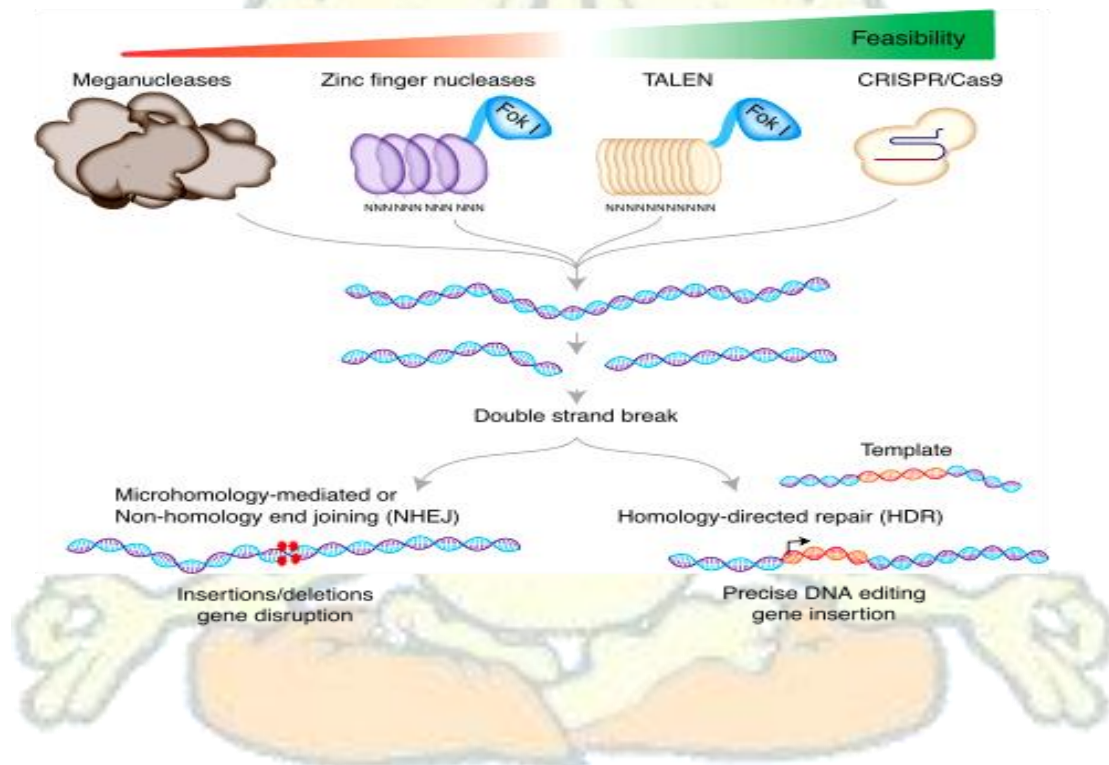 Feasibility
Meganucleases
Zinc finger nucleases
TALEN
CRISPR/Cas9
Fok I
Fok I
NNN NNN NNN NNN
NNNNNNNNNNN
Double strand break
Template
Microhomology-mediated or
Non-homology end joining (NHEJ)
Homology-directed repair (HDR)
Insertions/deletions
gene disruption
Precise DNA editing
gene insertion